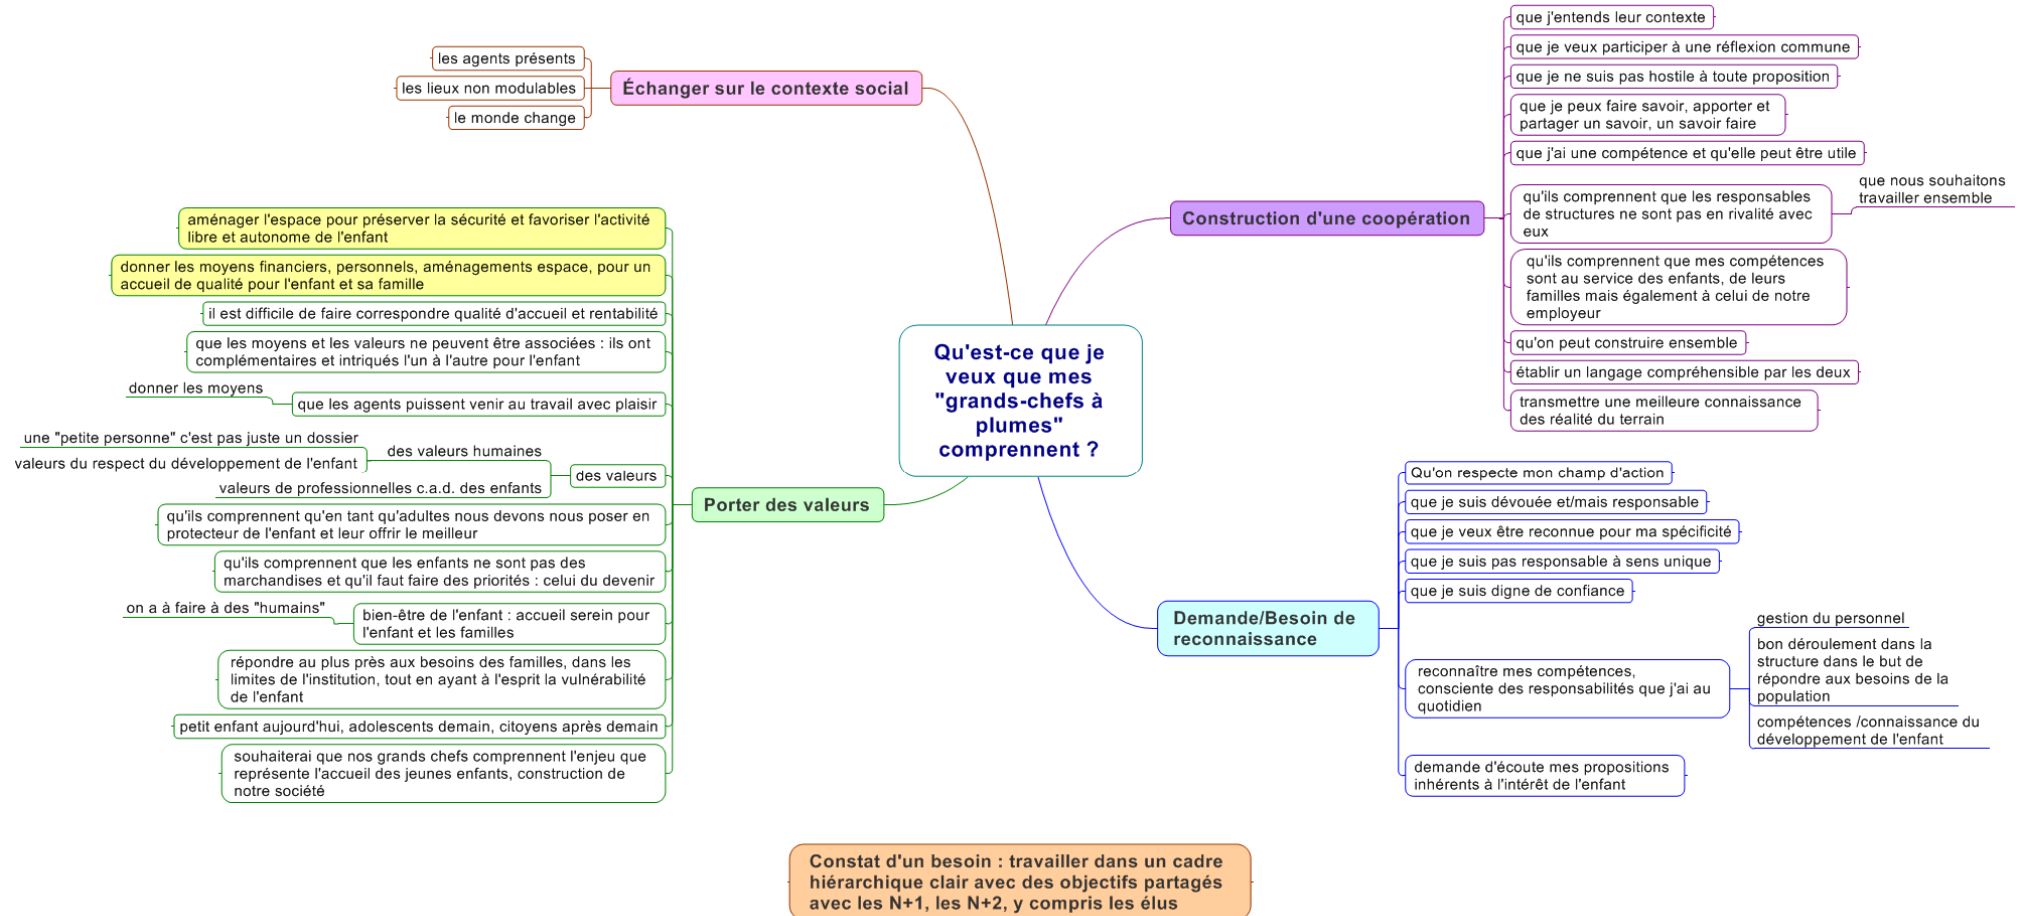 Qu'est-ce que je
veux que mes
"grands-chefs à
plumes"
comprennent ?
Échanger sur le contexte social
les agents présents
les lieux non modulables
le monde change
Construction d'une coopération
que j'entends leur contexte
que je veux participer à une réflexion commune
que je ne suis pas hostile à toute proposition
que je peux faire savoir, apporter et
partager un savoir, un savoir faire
que j'ai une compétence et qu'elle peut être utile
qu'ils comprennent que les responsables
de structures ne sont pas en rivalité avec
eux
que nous souhaitons
travailler ensemble
qu'ils comprennent que mes compétences
sont au service des enfants, de leurs
familles mais également à celui de notre
employeur
qu'on peut construire ensemble
établir un langage compréhensible par les deux
transmettre une meilleure connaissance
des réalité du terrain
Porter des valeurs
aménager l'espace pour préserver la sécurité et favoriser l'activité
libre et autonome de l'enfant
donner les moyens financiers, personnels, aménagements espace, pour un
accueil de qualité pour l'enfant et sa famille
il est difficile de faire correspondre qualité d'accueil et rentabilité
que les moyens et les valeurs ne peuvent être associées : ils ont
complémentaires et intriqués l'un à l'autre pour l'enfant
que les agents puissent venir au travail avec plaisir
donner les moyens
des valeurs
des valeurs humaines
une "petite personne" c'est pas juste un dossier
valeurs du respect du développement de l'enfant
valeurs de professionnelles c.a.d. des enfants
qu'ils comprennent qu'en tant qu'adultes nous devons nous poser en
protecteur de l'enfant et leur offrir le meilleur
qu'ils comprennent que les enfants ne sont pas des
marchandises et qu'il faut faire des priorités : celui du devenir
bien-être de l'enfant : accueil serein pour
l'enfant et les familles
on a à faire à des "humains"
répondre au plus près aux besoins des familles, dans les
limites de l'institution, tout en ayant à l'esprit la vulnérabilité
de l'enfant
petit enfant aujourd'hui, adolescents demain, citoyens après demain
souhaiterai que nos grands chefs comprennent l'enjeu que
représente l'accueil des jeunes enfants, construction de
notre société
Demande/Besoin de
reconnaissance
Qu'on respecte mon champ d'action
que je suis dévouée et/mais responsable
que je veux être reconnue pour ma spécificité
que je suis pas responsable à sens unique
que je suis digne de confiance
reconnaître mes compétences,
consciente des responsabilités que j'ai au
quotidien
gestion du personnel
bon déroulement dans la
structure dans le but de
répondre aux besoins de la
population
compétences /connaissance du
développement de l'enfant
demande d'écoute mes propositions
inhérents à l'intérêt de l'enfant
Constat d'un besoin : travailler dans un cadre
hiérarchique clair avec des objectifs partagés
avec les N+1, les N+2, y compris les élus